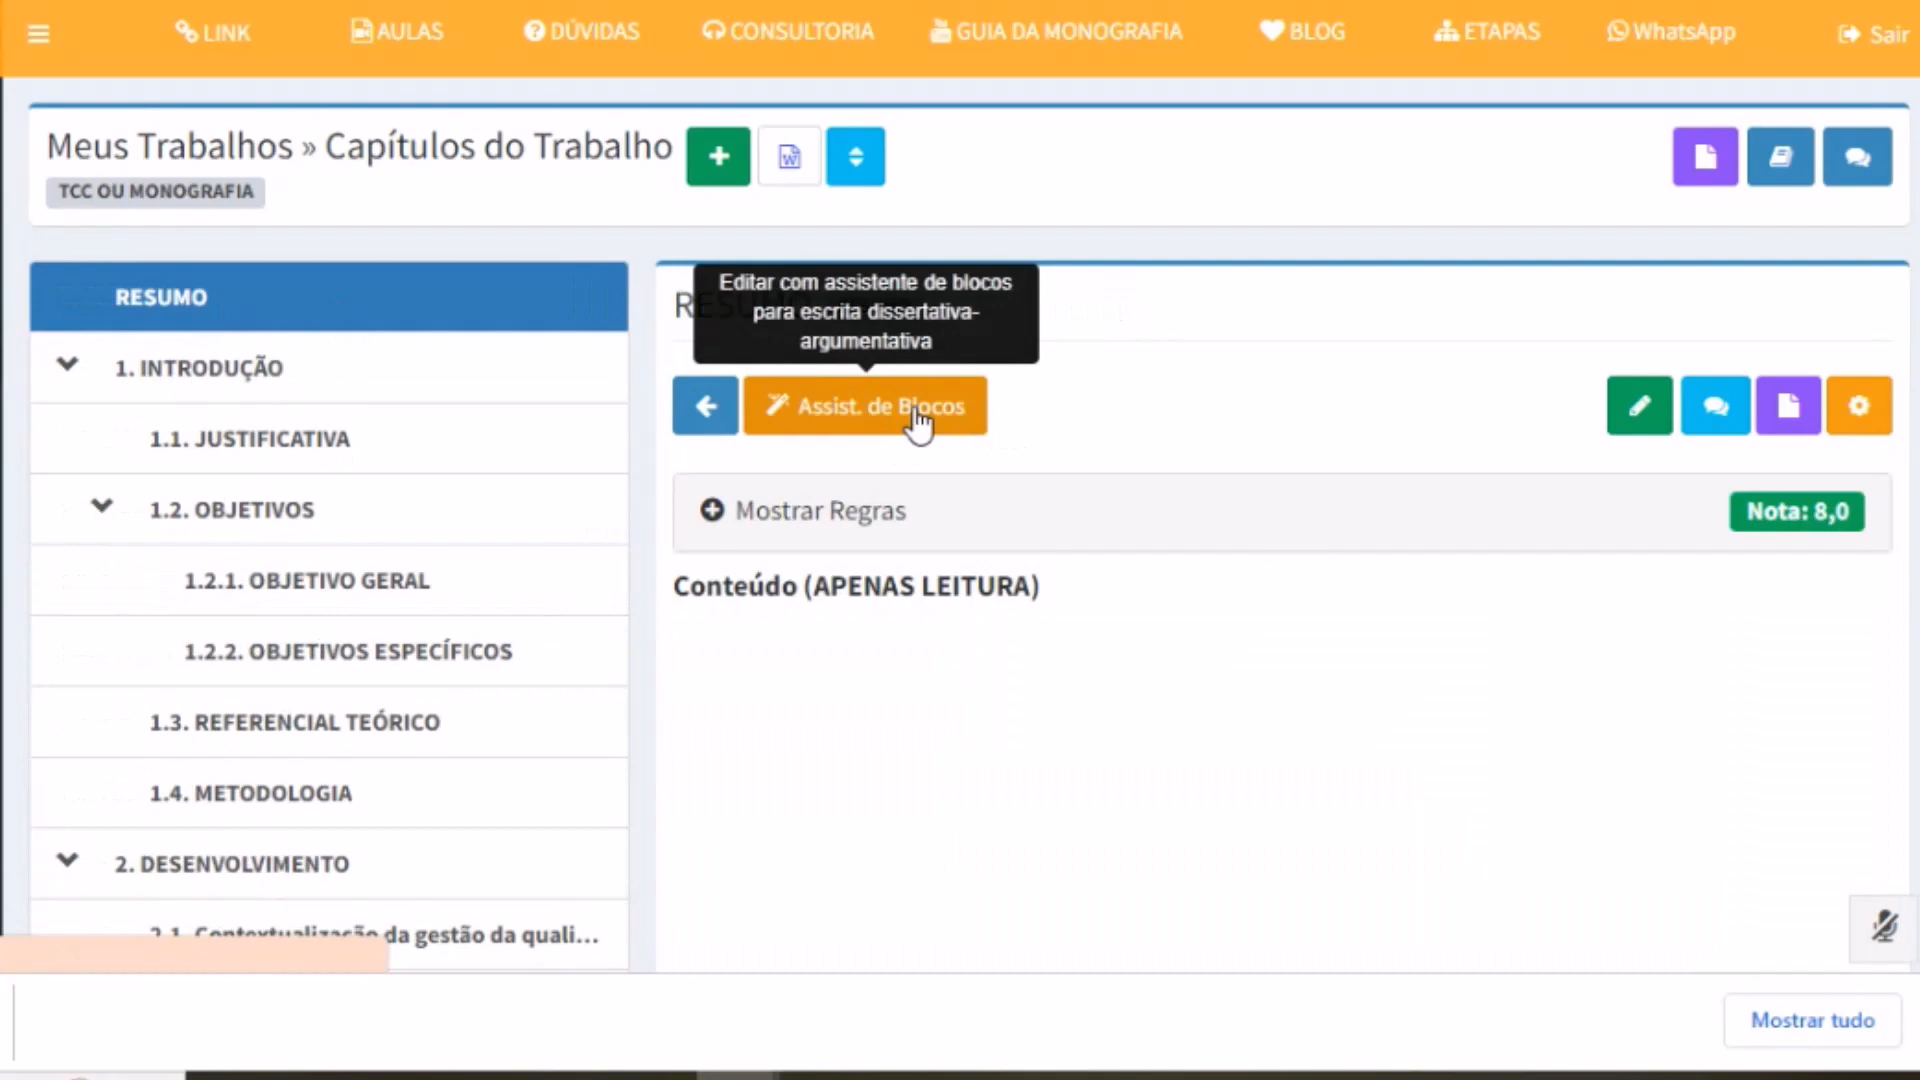 LINK
AULAS
DÚVIDAS
CONSULTORIA
GUIA DA MONOGRAFIA
BLOG
ETAPAS
WhatsApp
Sair
Meus Trabalhos » Capítulos do Trabalho
TCC OU MONOGRAFIA
RESUMO
1. INTRODUÇÃO
1.1. JUSTIFICATIVA
1.2. OBJETIVOS
1.2.1. OBJETIVO GERAL
1.2.2. OBJETIVOS ESPECÍFICOS
1.3. REFERENCIAL TEÓRICO
1.4. METODOLOGIA
2. DESENVOLVIMENTO
2.1. Contextualização da gestão da quali...
Editar com assistente de blocos
para escrita dissertativa-
argumentativa
Assist. de Blocos
Mostrar Regras
Nota: 8,0
Conteúdo (APENAS LEITURA)
Mostrar tudo